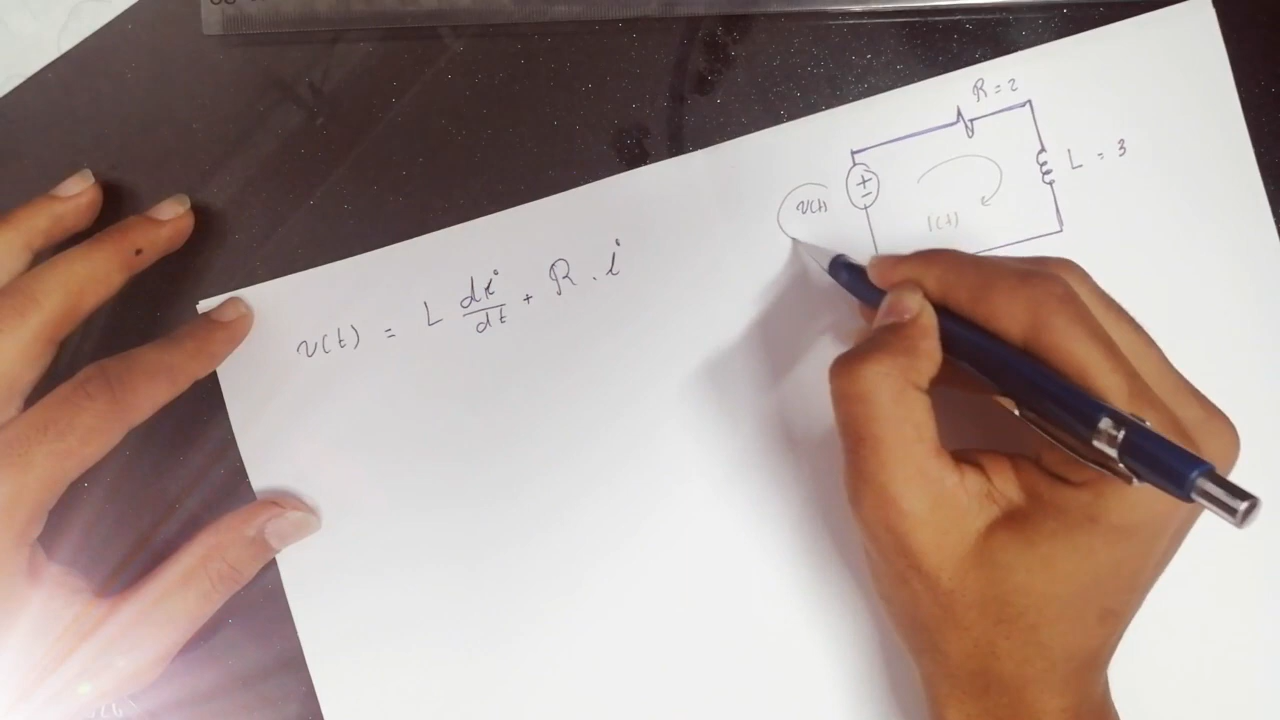 R = 2
L = 3
v(t)
i(t)
v(t) = L di/dt + R . i